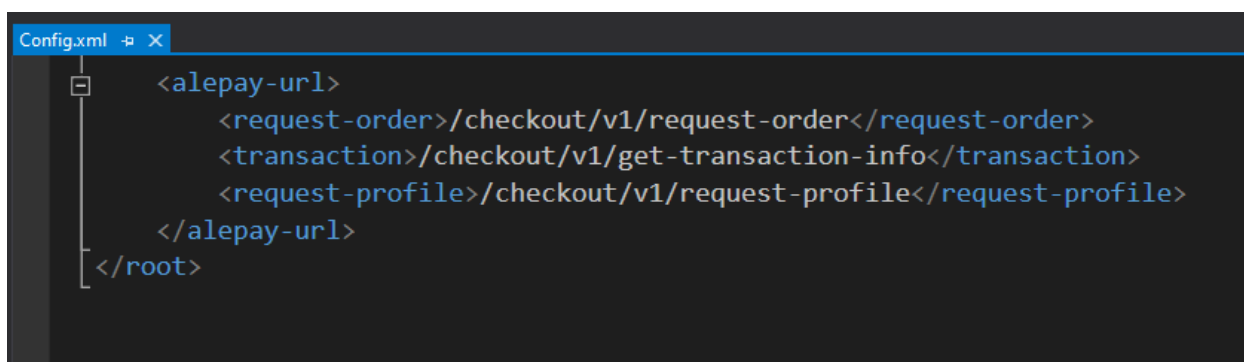 Config.xml
<alepay-url>
<request-order>/checkout/v1/request-order</request-order>
<transaction>/checkout/v1/get-transaction-info</transaction>
<request-profile>/checkout/v1/request-profile</request-profile>
</alepay-url>
</root>